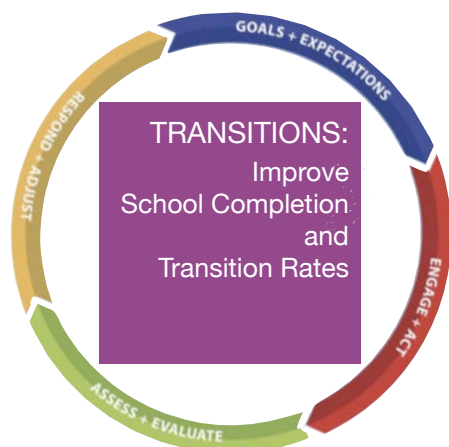 GOALS + EXPECTATIONS
TRANSITIONS:
Improve
School Completion
and
Transition Rates
ENGAGE + ACT
ASSESS + EVALUATE
RESPOND + ADJUST